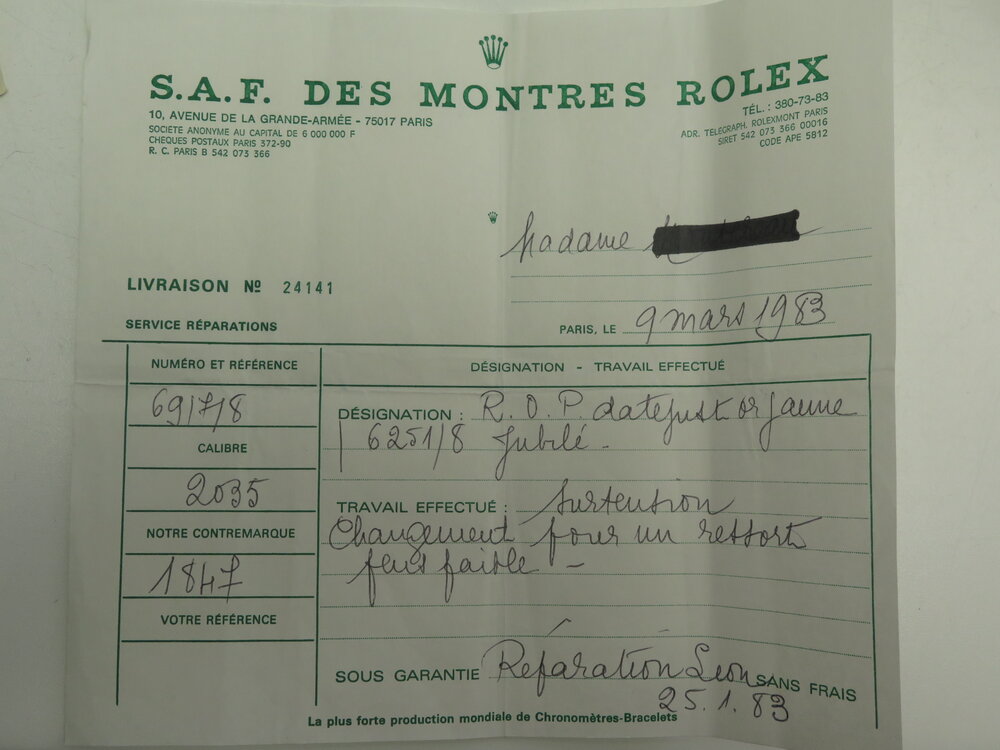 S.A.F. DES MONTRES ROLEX
10, AVENUE DE LA GRANDE-ARMÉE - 75017 PARIS
SOCIÉTÉ ANONYME AU CAPITAL DE 6 000 000 F
CHEQUES POSTAUX PARIS 372-90
R. C. PARIS B 542 073 366
TÉL. : 380-73-83
ADR. TÉLÉGRAPH. ROLEXMONT PARIS
SIRET 542 073 366 00016
CODE APE 5812
Madame
LIVRAISON Nº 24141
SERVICE RÉPARATIONS
PARIS, LE 9 mars 1983
NUMÉRO ET RÉFÉRENCE
6917/8
CALIBRE
2035
NOTRE CONTREMARQUE
1847
VOTRE RÉFÉRENCE
DÉSIGNATION - TRAVAIL EFFECTUÉ
DÉSIGNATION : R. O. P. datejust or jaune
6251/8 Jubilé -
TRAVAIL EFFECTUÉ : Surtension
Changement pour un ressort
plus faible -
SOUS GARANTIE Réparation Léon SANS FRAIS
25.1.83
La plus forte production mondiale de Chronomètres-Bracelets